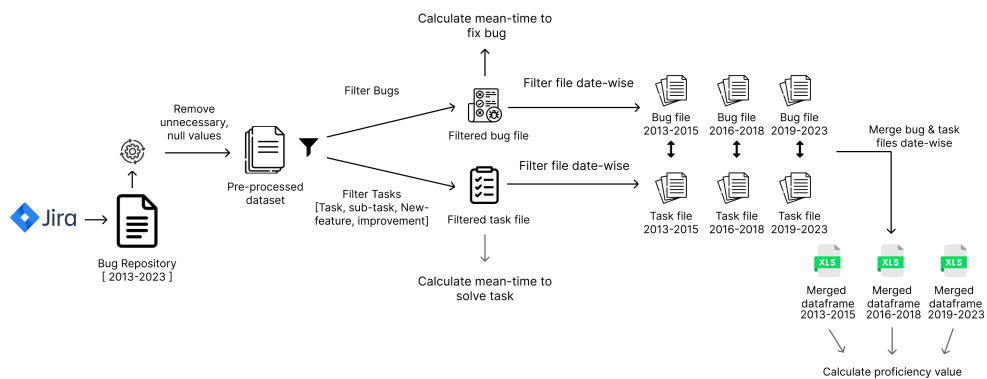 Calculate mean-time to
fix bug
Filter Bugs
Filter file date-wise
Remove
unnecessary,
null values
Bug file
2013-2015
Bug file
2016-2018
Bug file
2019-2023
Filtered bug file
Merge bug & task
files date-wise
Pre-processed
dataset
Filter file date-wise
Filter Tasks
[Task, sub-task, New-
feature, improvement]
Filtered task file
Task file
2013-2015
Task file
2016-2018
Task file
2019-2023
Jira
Bug Repository
[ 2013-2023 ]
Calculate mean-time to
solve task
XLS
XLS
XLS
Merged
dataframe
2013-2015
Merged
dataframe
2016-2018
Merged
dataframe
2019-2023
Calculate proficiency value